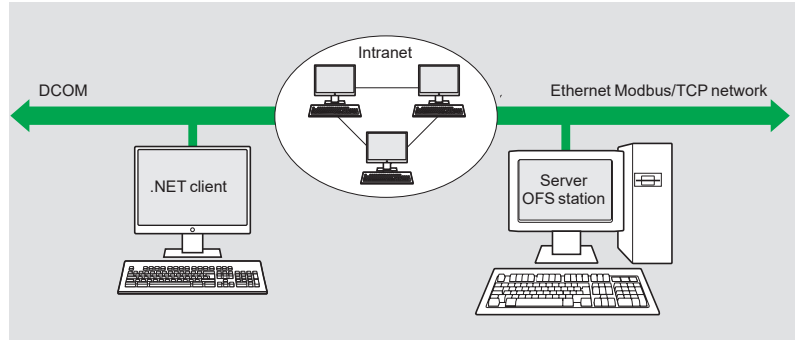 Intranet
DCOM
Ethernet Modbus/TCP network
.NET client
Server
OFS station